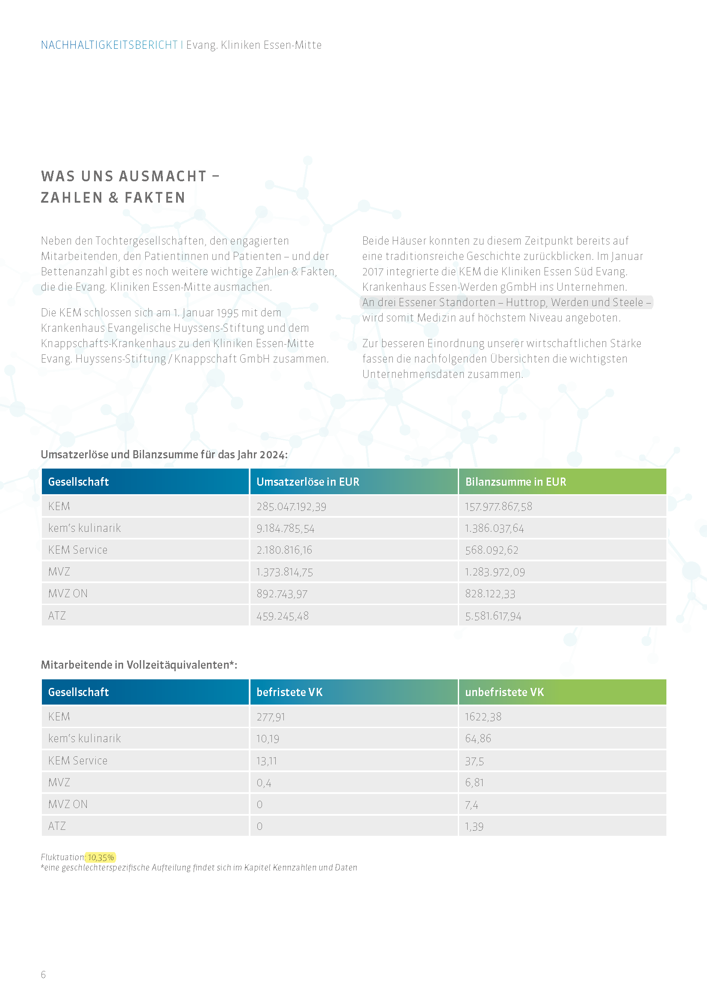 NACHHALTIGKEITSBERICHT | Evang. Kliniken Essen-Mitte
WAS UNS AUSMACHT –
ZAHLEN & FAKTEN
Neben den Tochtergesellschaften, den engagierten
Mitarbeitenden, den Patientinnen und Patienten – und der
Bettenanzahl gibt es noch weitere wichtige Zahlen & Fakten,
die die Evang. Kliniken Essen-Mitte ausmachen.
Die KEM schlossen sich am 1. Januar 1995 mit dem
Krankenhaus Evangelische Huyssens-Stiftung und dem
Knappschafts-Krankenhaus zu den Kliniken Essen-Mitte
Evang. Huyssens-Stiftung / Knappschaft GmbH zusammen.
Beide Häuser konnten zu diesem Zeitpunkt bereits auf
eine traditionsreiche Geschichte zurückblicken. Im Januar
2017 integrierte die KEM die Kliniken Essen Süd Evang.
Krankenhaus Essen-Werden gGmbH ins Unternehmen.
An drei Essener Standorten – Huttrop, Werden und Steele –
wird somit Medizin auf höchstem Niveau angeboten.
Zur besseren Einordnung unserer wirtschaftlichen Stärke
fassen die nachfolgenden Übersichten die wichtigsten
Unternehmensdaten zusammen.
Umsatzerlöse und Bilanzsumme für das Jahr 2024:
Gesellschaft Umsatzerlöse in EUR Bilanzsumme in EUR
KEM 285.047.192,39 157.977.867,58
kem‘s kulinarik 9.184.785,54 1.386.037,64
KEM Service 2.180.816,16 568.092,62
MVZ 1.373.814,75 1.283.972,09
MVZ ON 892.743,97 828.122,33
ATZ 459.245,48 5.581.617,94
Mitarbeitende in Vollzeitäquivalenten*:
Gesellschaft befristete VK unbefristete VK
KEM 277,91 1622,38
kem‘s kulinarik 10,19 64,86
KEM Service 13,11 37,5
MVZ 0,4 6,81
MVZ ON 0 7,4
ATZ 0 1,39
Fluktuation: 10,35%
*eine geschlechterspezifische Aufteilung findet sich im Kapitel Kennzahlen und Daten
6